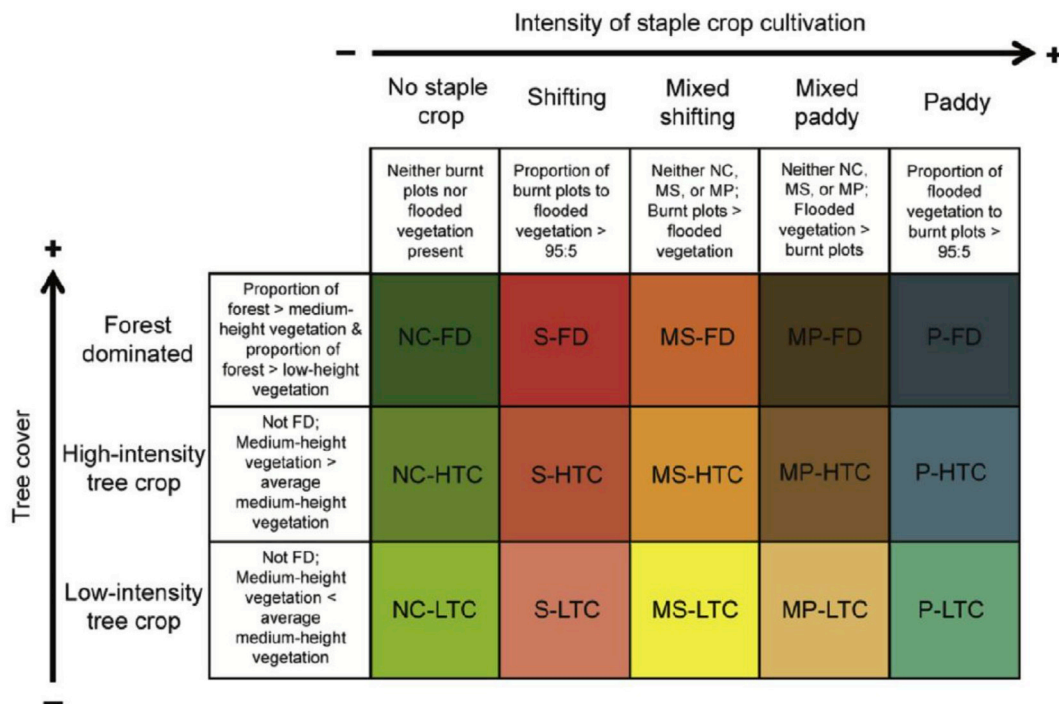 Intensity of staple crop cultivation
− +
No staple
crop
Shifting
Mixed
shifting
Mixed
paddy
Paddy
Neither burnt
plots nor
flooded
vegetation
present
Proportion of
burnt plots to
flooded
vegetation >
95:5
Neither NC,
MS, or MP;
Burnt plots >
flooded
vegetation
Neither NC,
MS, or MP;
Flooded
vegetation >
burnt plots
Proportion of
flooded
vegetation to
burnt plots >
95:5
+
Tree cover
−
Forest
dominated
Proportion of
forest > medium-
height vegetation &
proportion of
forest > low-height
vegetation
NC-FD
S-FD
MS-FD
MP-FD
P-FD
High-intensity
tree crop
Not FD;
Medium-height
vegetation >
average
medium-height
vegetation
NC-HTC
S-HTC
MS-HTC
MP-HTC
P-HTC
Low-intensity
tree crop
Not FD;
Medium-height
vegetation <
average
medium-height
vegetation
NC-LTC
S-LTC
MS-LTC
MP-LTC
P-LTC